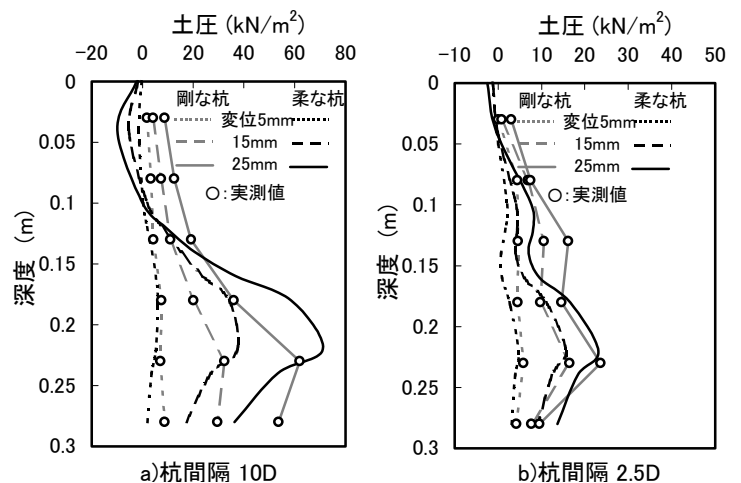 土圧 (kN/m²)
−20 0 20 40 60 80
0
0.05
0.1
0.15
0.2
0.25
0.3
深度 (m)
剛な杭 柔な杭
変位5mm
15mm
25mm
○:実測値
a)杭間隔 10D
土圧 (kN/m²)
−10 0 10 20 30 40 50
0
0.05
0.1
0.15
0.2
0.25
0.3
深度 (m)
剛な杭 柔な杭
変位5mm
15mm
25mm
○:実測値
b)杭間隔 2.5D